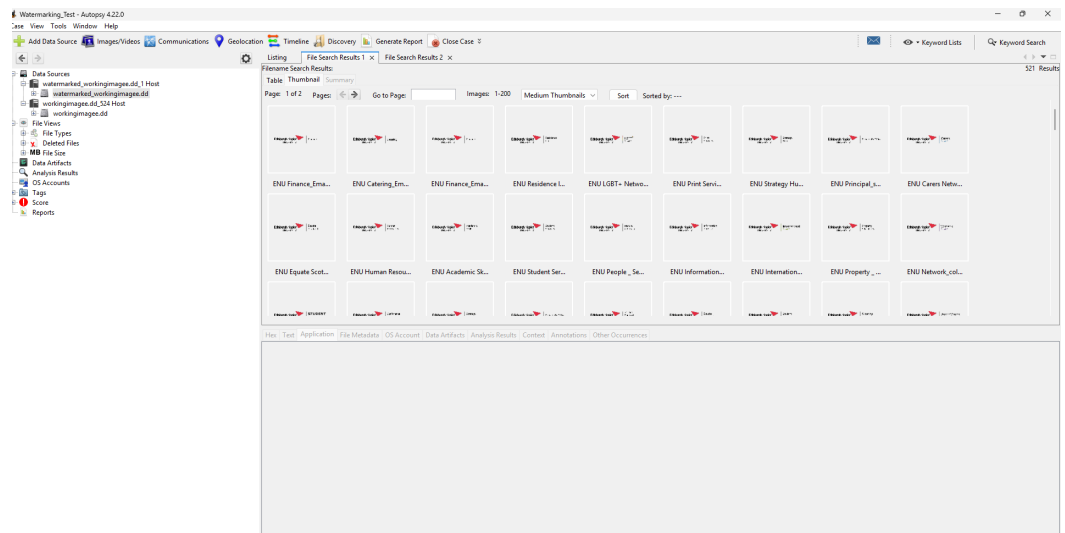 Watermarking_Test - Autopsy 4.22.0
Case View Tools Window Help
Add Data Source Images/Videos Communications Geolocation Timeline Discovery Generate Report Close Case
Keyword Lists Keyword Search
Listing File Search Results 1 × File Search Results 2 ×
Filename Search Results:
521 Results
Table Thumbnail Summary
Page: 1 of 2 Pages: Go to Page: Images: 1-200 Medium Thumbnails Sort Sorted by: ---
Data Sources
watermarked_workingimagee.dd_1 Host
watermarked_workingimagee.dd
workingimagee.dd_524 Host
workingimagee.dd
File Views
File Types
Deleted Files
MB File Size
Data Artifacts
Analysis Results
OS Accounts
Tags
Score
Reports
ENU Finance_Ema... ENU Catering_Em... ENU Finance_Ema... ENU Residence l... ENU LGBT+ Netwo... ENU Print Servi... ENU Strategy Hu... ENU Principal_s... ENU Carers Netw...
ENU Equate Scot... ENU Human Resou... ENU Academic Sk... ENU Student Ser... ENU People _ Se... ENU Information... ENU Internation... ENU Property _ ... ENU Network_col...
Hex Text Application File Metadata OS Account Data Artifacts Analysis Results Context Annotations Other Occurrences